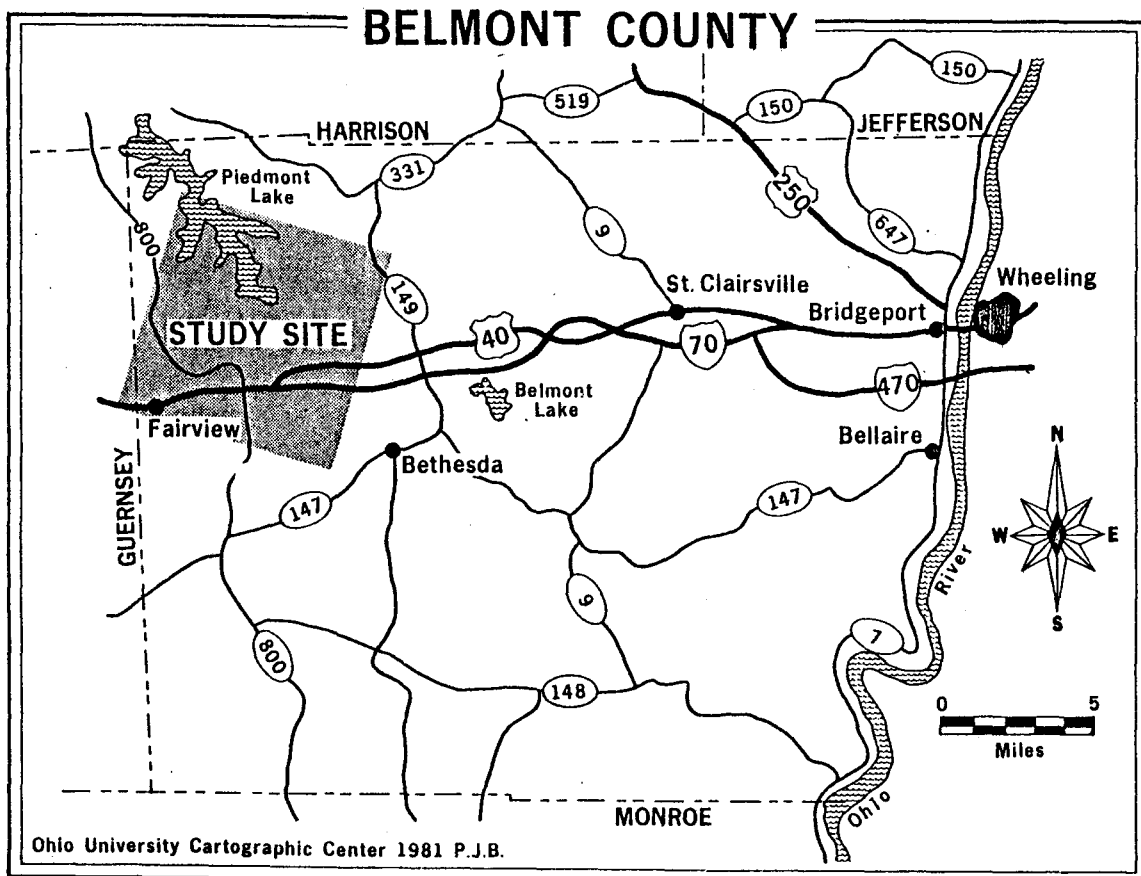 BELMONT COUNTY
519
150
150
HARRISON
JEFFERSON
331
Piedmont
Lake
250
800
9
647
149
St. Clairsville
Wheeling
Bridgeport
STUDY SITE
40
70
470
Belmont
Lake
Fairview
Bellaire
Bethesda
N
GUERNSEY
147
147
W
E
River
S
9
7
800
148
0
5
Miles
MONROE
Ohio
Ohio University Cartographic Center 1981 P.J.B.